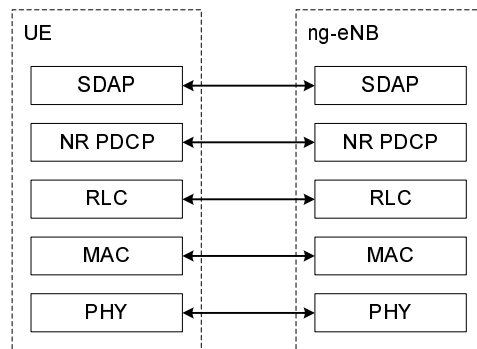 UE ng-eNB
SDAP SDAP
NR PDCP NR PDCP
RLC RLC
MAC MAC
PHY PHY